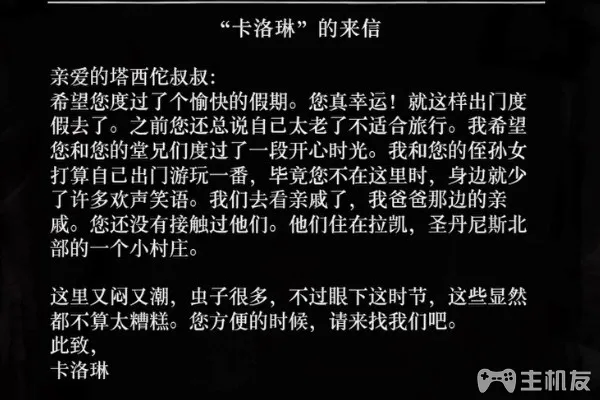 “卡洛琳”的来信
亲爱的塔西佗叔叔：
希望您度过了个愉快的假期。您真幸运！就这样出门度
假去了。之前您还总说自己太老了不适合旅行。我希望
您和您的堂兄们度过了一段开心时光。我和您的侄孙女
打算自己出门游玩一番，毕竟您不在这里时，身边就少
了许多欢声笑语。我们去看亲戚了，我爸爸那边的亲
戚。您还没有接触过他们。他们住在拉凯，圣丹尼斯北
部的一个小村庄。
这里又闷又潮，虫子很多，不过眼下这时节，这些显然
都不算太糟糕。您方便的时候，请来找我们吧。
此致，
卡洛琳
主机友